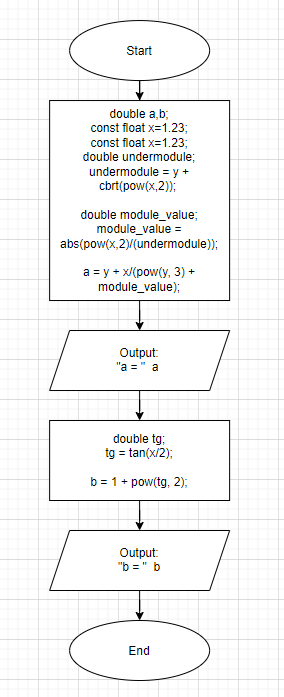 Start
double a,b;
const float x=1.23;
const float x=1.23;
double undermodule;
undermodule = y +
cbrt(pow(x,2));
double module_value;
module_value =
abs(pow(x,2)/(undermodule));
a = y + x/(pow(y, 3) +
module_value);
Output:
"a = "  a
double tg;
tg = tan(x/2);
b = 1 + pow(tg, 2);
Output:
"b = "  b
End